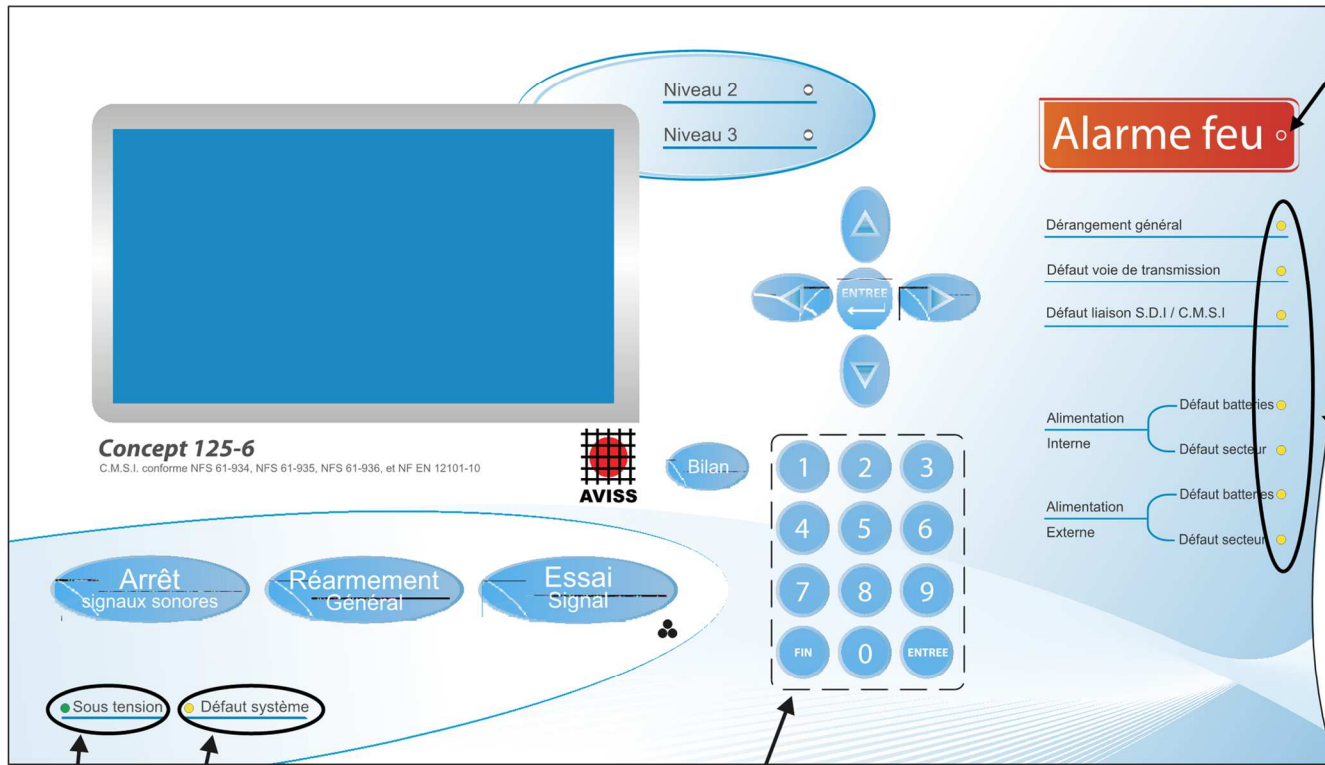 Niveau 2
Niveau 3
Alarme feu
Dérangement général
Défaut voie de transmission
Défaut liaison S.D.I / C.M.S.I
Alimentation
Interne
Défaut batteries
Défaut secteur
Alimentation
Externe
Défaut batteries
Défaut secteur
ENTREE
Concept 125-6
C.M.S.I. conforme NFS 61-934, NFS 61-935, NFS 61-936, et NF EN 12101-10
AVISS
Bilan
1 2 3
4 5 6
7 8 9
FIN 0 ENTREE
Arrêt
signaux sonores
Réarmement
Général
Essai
Signal
Sous tension
Défaut système